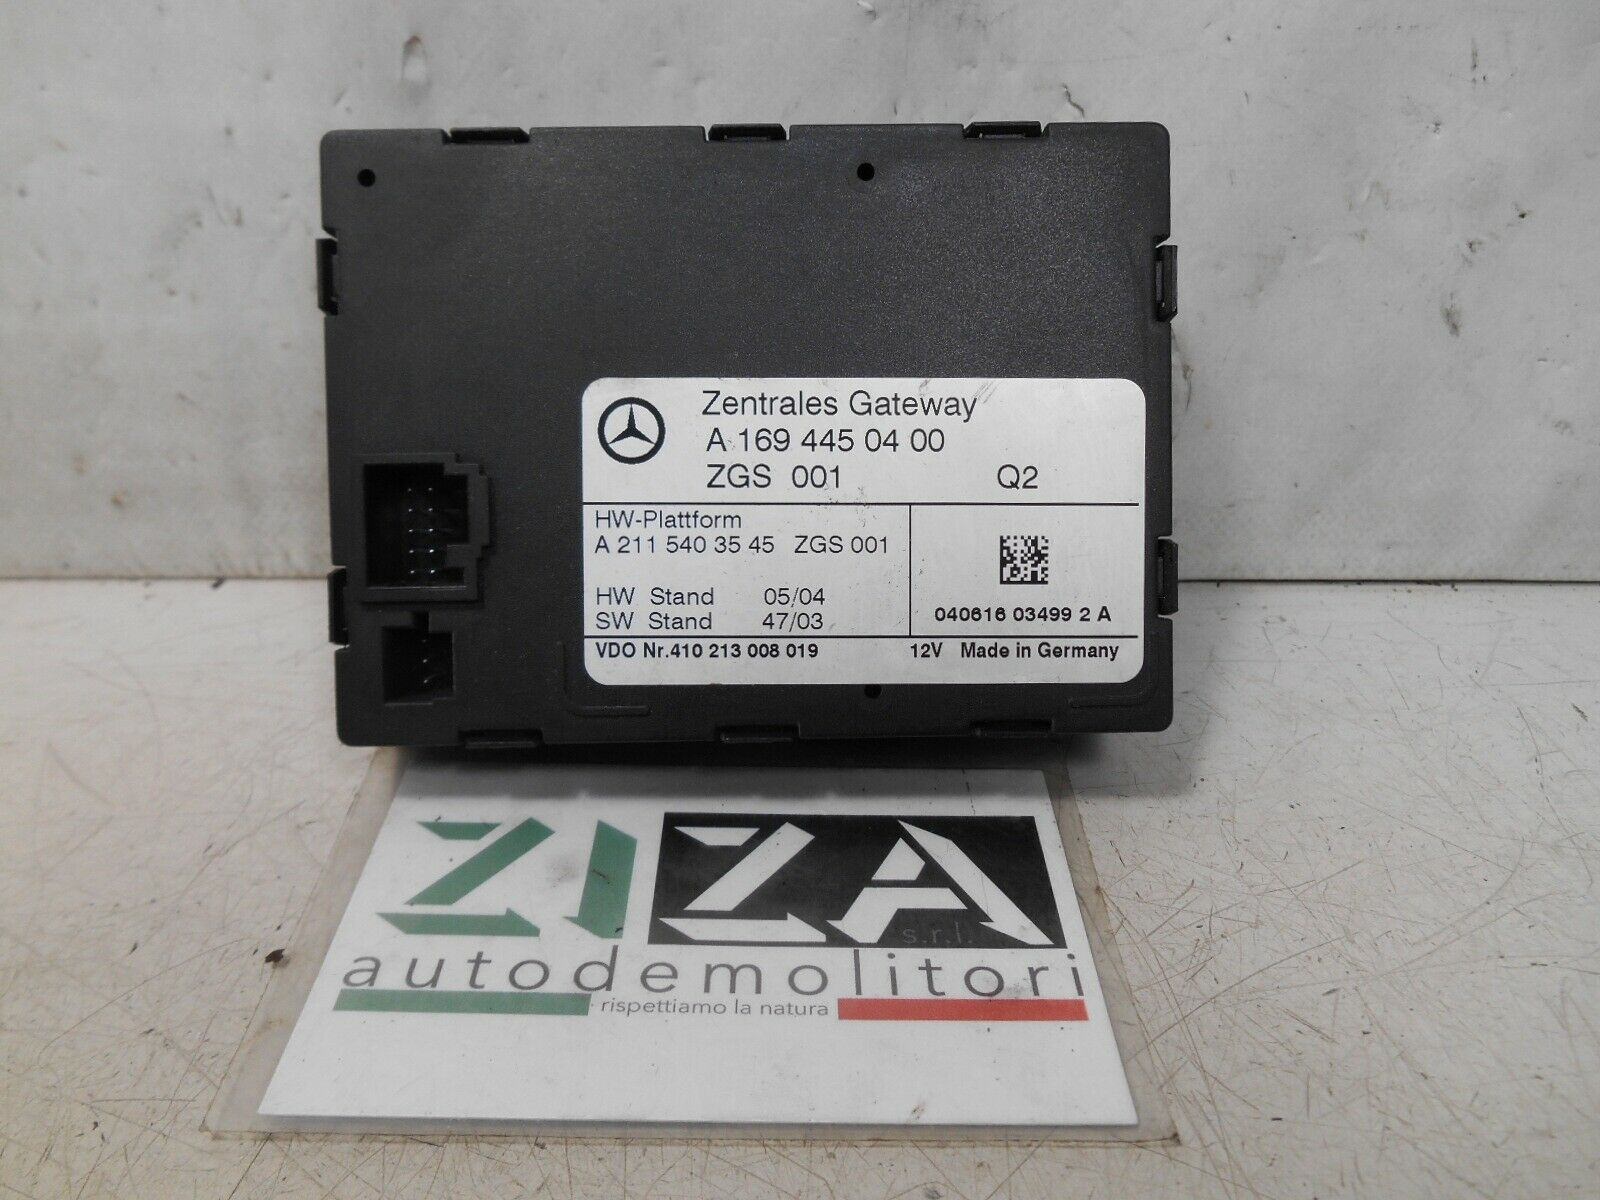 Zentrales Gateway
A 169 445 04 00
ZGS 001 Q2
HW-Plattform
A 211 540 35 45 ZGS 001
HW Stand 05/04
SW Stand 47/03
040616 03499 2 A
VDO Nr.410 213 008 019 12V Made in Germany
ZIZA
s.r.l.
autodemolitori
rispettiamo la natura